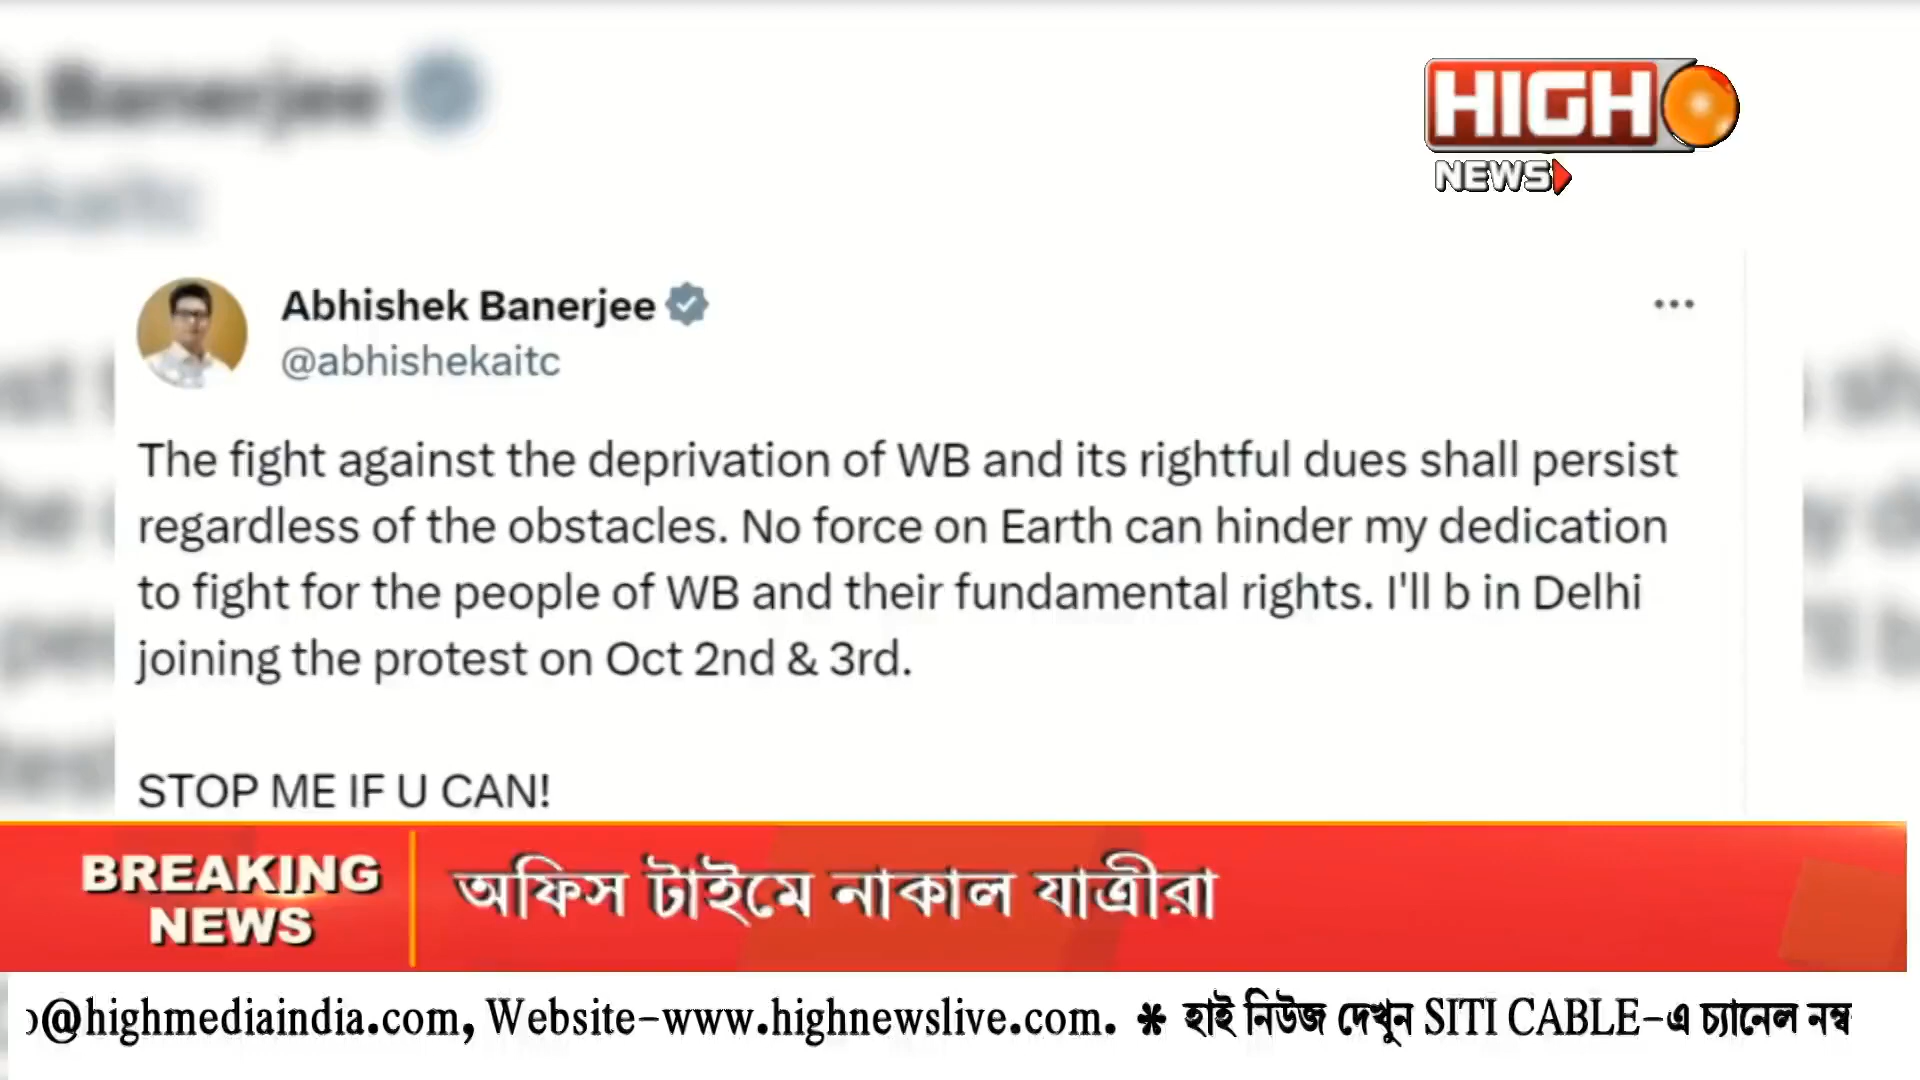 Banerjee
HIGH
NEWS
Abhishek Banerjee
@abhishekaitc
The fight against the deprivation of WB and its rightful dues shall persist
regardless of the obstacles. No force on Earth can hinder my dedication
to fight for the people of WB and their fundamental rights. I'll b in Delhi
joining the protest on Oct 2nd & 3rd.
STOP ME IF U CAN!
BREAKING
NEWS
অফিস টাইমে নাকাল যাত্রীরা
@highmediaindia.com, Website-www.highnewslive.com. * হাই নিউজ দেখুন SITI CABLE-এ চ্যানেল নম্ব